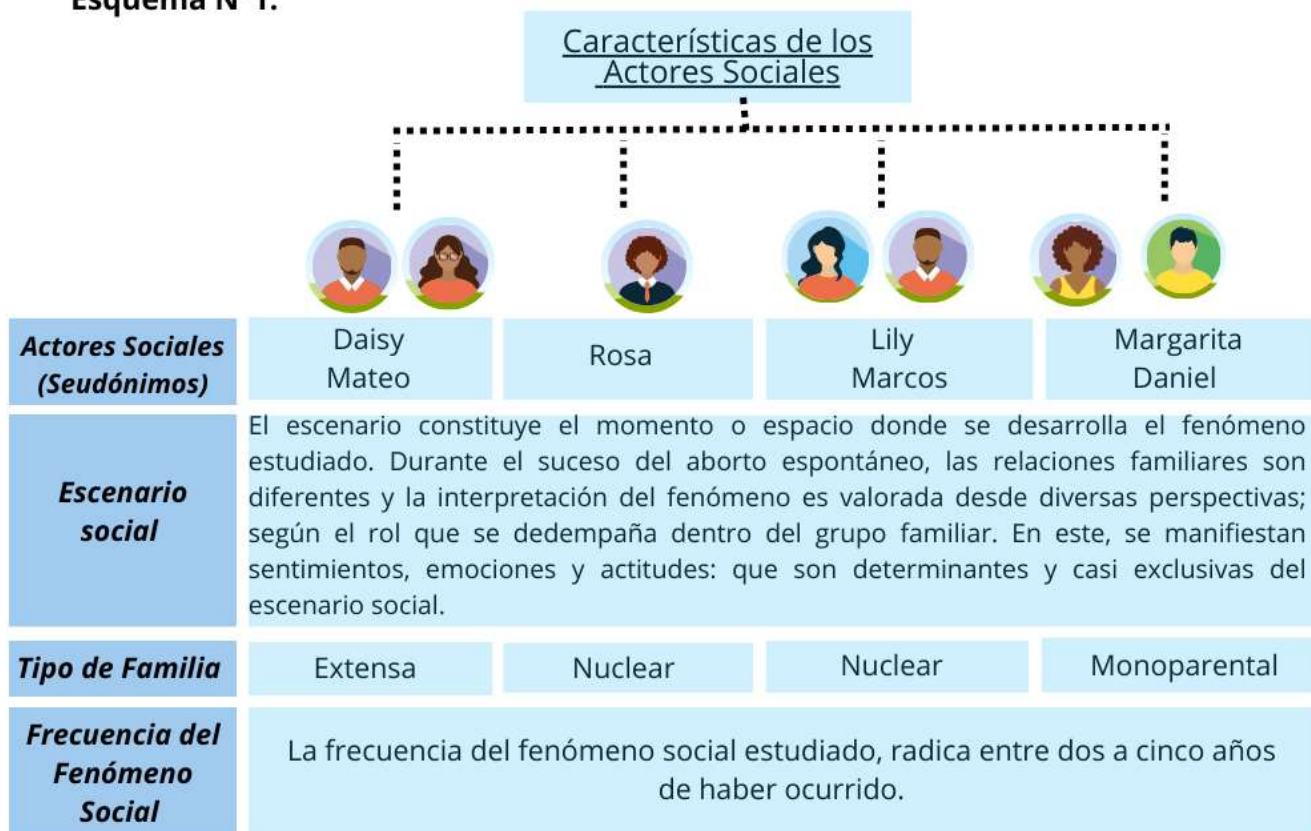 Esquema N° 1.
Características de los
Actores Sociales
Actores Sociales
(Seudónimos)
Daisy
Mateo
Rosa
Lily
Marcos
Margarita
Daniel
Escenario
social
El escenario constituye el momento o espacio donde se desarrolla el fenómeno
estudiado. Durante el suceso del aborto espontáneo, las relaciones familiares son
diferentes y la interpretación del fenómeno es valorada desde diversas perspectivas;
según el rol que se dedempaña dentro del grupo familiar. En este, se manifiestan
sentimientos, emociones y actitudes: que son determinantes y casi exclusivas del
escenario social.
Tipo de Familia
Extensa
Nuclear
Nuclear
Monoparental
Frecuencia del
Fenómeno
Social
La frecuencia del fenómeno social estudiado, radica entre dos a cinco años
de haber ocurrido.